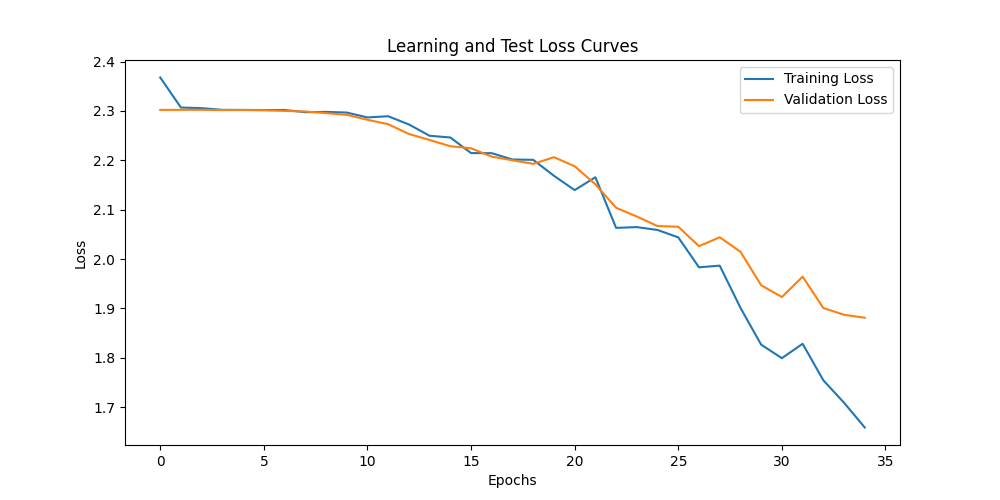 Learning and Test Loss Curves
Training Loss
Validation Loss
2.4
2.3
2.2
2.1
2.0
1.9
1.8
1.7
Loss
0 5 10 15 20 25 30 35
Epochs